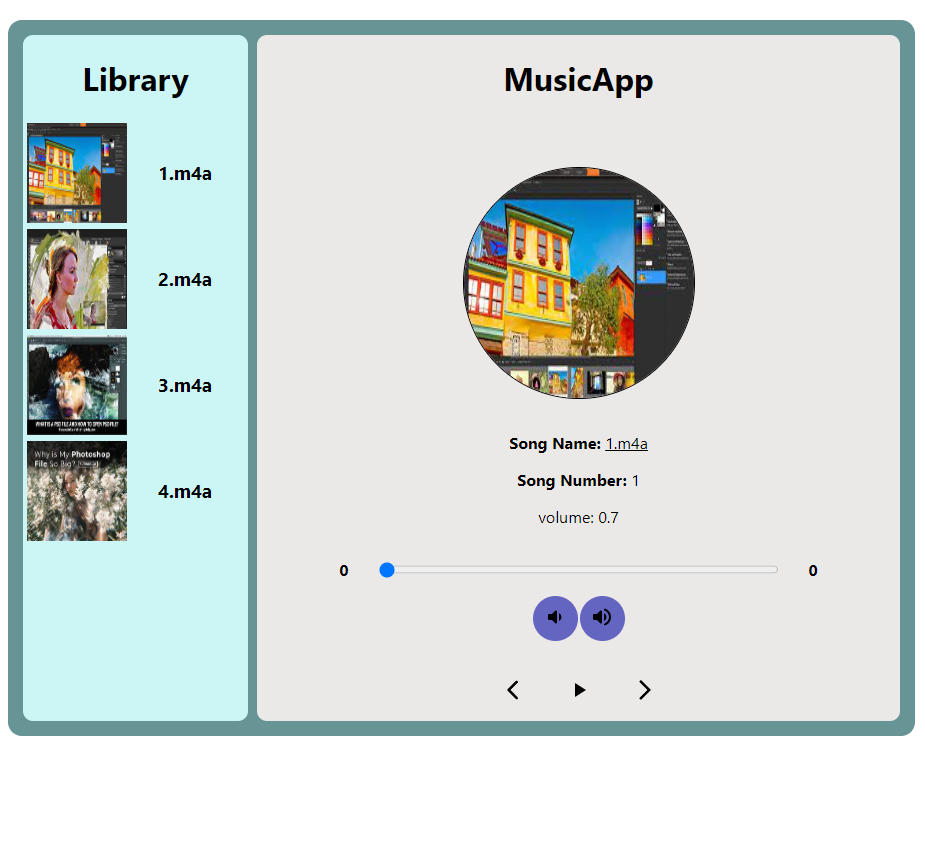 Library
1.m4a
2.m4a
WHAT IS A PSD FILE AND HOW TO OPEN PSD FILE?
3.m4a
Why is My Photoshop
File So Big?
4.m4a
MusicApp
Song Name: 1.m4a
Song Number: 1
volume: 0.7
0
0